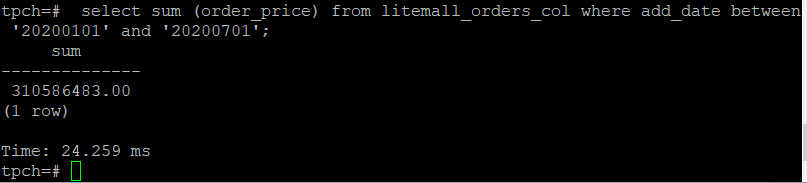 tpch=#  select sum (order_price) from litemall_orders_col where add_date between
 '20200101' and '20200701';
     sum
--------------
 310586483.00
(1 row)

Time: 24.259 ms
tpch=#